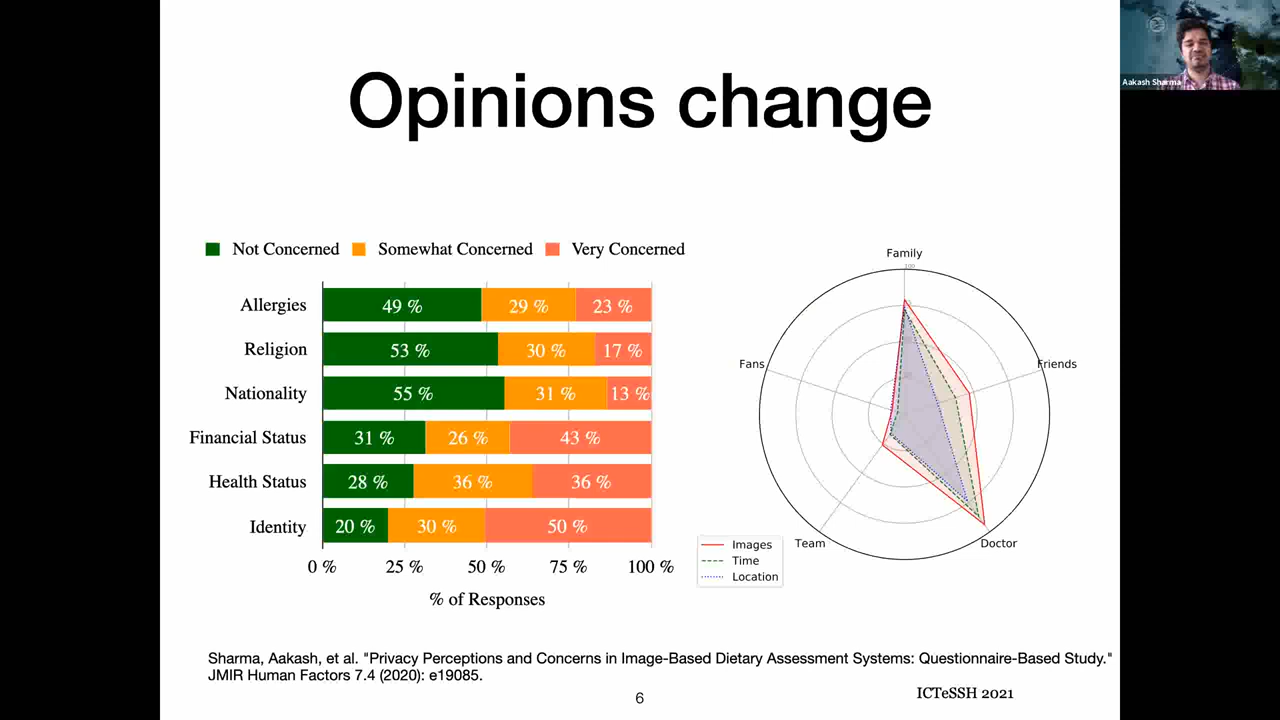 Opinions change
Aakash Sharma
Not Concerned Somewhat Concerned Very Concerned
Allergies 49 % 29 % 23 %
Religion 53 % 30 % 17 %
Nationality 55 % 31 % 13 %
Financial Status 31 % 26 % 43 %
Health Status 28 % 36 % 36 %
Identity 20 % 30 % 50 %
0 % 25 % 50 % 75 % 100 %
% of Responses
Family
100
Fans Friends
Team Doctor
Images
Time
Location
Sharma, Aakash, et al. "Privacy Perceptions and Concerns in Image-Based Dietary Assessment Systems: Questionnaire-Based Study."
JMIR Human Factors 7.4 (2020): e19085.
6
ICTeSSH 2021